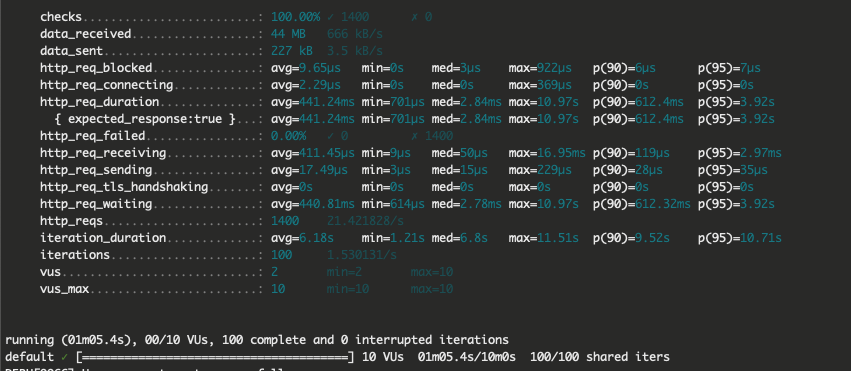 checks.........................: 100.00% ✓ 1400 ✗ 0
data_received..................: 44 MB 666 kB/s
data_sent......................: 227 kB 3.5 kB/s
http_req_blocked...............: avg=9.65µs min=0s med=3µs max=922µs p(90)=6µs p(95)=7µs
http_req_connecting............: avg=2.29µs min=0s med=0s max=369µs p(90)=0s p(95)=0s
http_req_duration..............: avg=441.24ms min=701µs med=2.84ms max=10.97s p(90)=612.4ms p(95)=3.92s
{ expected_response:true }...: avg=441.24ms min=701µs med=2.84ms max=10.97s p(90)=612.4ms p(95)=3.92s
http_req_failed................: 0.00% ✓ 0 ✗ 1400
http_req_receiving.............: avg=411.45µs min=9µs med=50µs max=16.95ms p(90)=119µs p(95)=2.97ms
http_req_sending...............: avg=17.49µs min=3µs med=15µs max=229µs p(90)=28µs p(95)=35µs
http_req_tls_handshaking.......: avg=0s min=0s med=0s max=0s p(90)=0s p(95)=0s
http_req_waiting...............: avg=440.81ms min=614µs med=2.78ms max=10.97s p(90)=612.32ms p(95)=3.92s
http_reqs......................: 1400 21.421828/s
iteration_duration.............: avg=6.18s min=1.21s med=6.8s max=11.51s p(90)=9.52s p(95)=10.71s
iterations.....................: 100 1.530131/s
vus............................: 2 min=2 max=10
vus_max........................: 10 min=10 max=10
running (01m05.4s), 00/10 VUs, 100 complete and 0 interrupted iterations
default ✓ [======================================] 10 VUs 01m05.4s/10m0s 100/100 shared iters